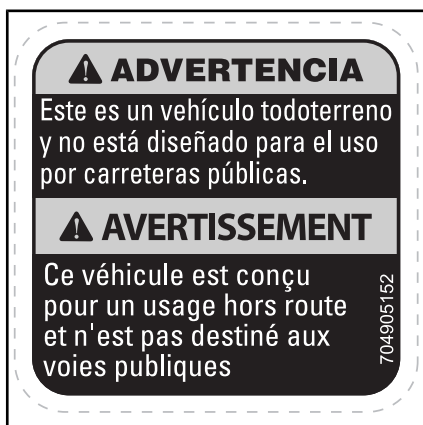 ADVERTENCIA
Este es un vehículo todoterreno
y no está diseñado para el uso
por carreteras públicas.
AVERTISSEMENT
Ce véhicule est conçu
pour un usage hors route
et n'est pas destiné aux
voies publiques
704905152